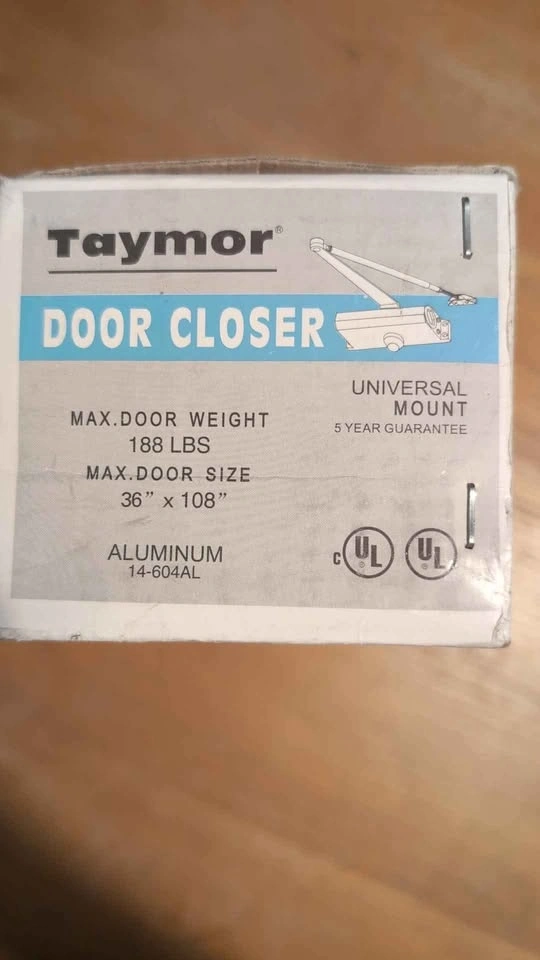 Taymor®
DOOR CLOSER
UNIVERSAL
MOUNT
5 YEAR GUARANTEE
MAX.DOOR WEIGHT
188 LBS
MAX.DOOR SIZE
36” x 108”
ALUMINUM
14-604AL
c UL ® UL ®